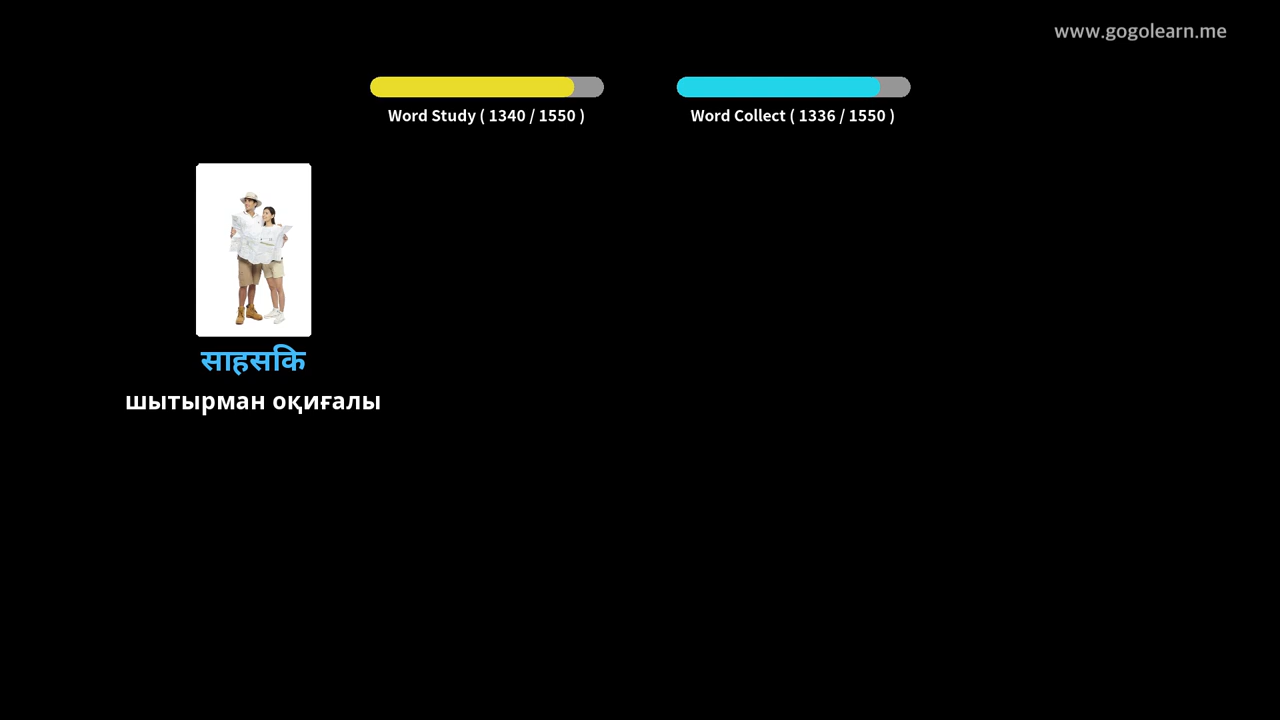 www.gogolearn.me
Word Study ( 1340 / 1550 )
Word Collect ( 1336 / 1550 )
साहसकि
шытырман оқиғалы